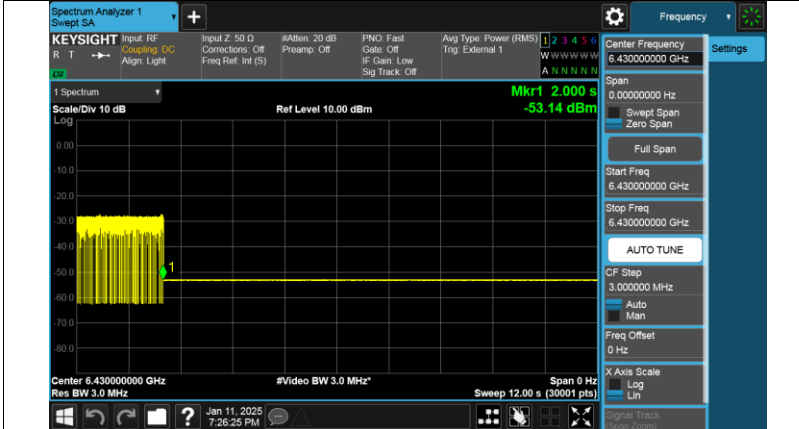 Spectrum Analyzer 1
Swept SA
+
Frequency
KEYSIGHT
R T
Input: RF
Coupling: DC
Align: Light
Input Z: 50 Ω
Corrections: Off
Freq Ref: Int (S)
#Atten: 20 dB
Preamp: Off
PNO: Fast
Gate: Off
IF Gain: Low
Sig Track: Off
Avg Type: Power (RMS)
Trig: External 1
1 2 3 4 5 6
W W W W W W
A N N N N N
1 Spectrum
Mkr1 2.000 s
-53.14 dBm
Scale/Div 10 dB
Ref Level 10.00 dBm
Log
0.00
-10.0
-20.0
-30.0
-40.0
-50.0
-60.0
-70.0
-80.0
1
Center 6.430000000 GHz
Res BW 3.0 MHz
#Video BW 3.0 MHz*
Span 0 Hz
Sweep 12.00 s (30001 pts)
Center Frequency
6.430000000 GHz
Settings
Span
0.00000000 Hz
Swept Span
Zero Span
Full Span
Start Freq
6.430000000 GHz
Stop Freq
6.430000000 GHz
AUTO TUNE
CF Step
3.000000 MHz
Auto
Man
Freq Offset
0 Hz
X Axis Scale
Log
Lin
Signal Track
(Span Zoom)
?
Jan 11, 2025
7:26:25 PM